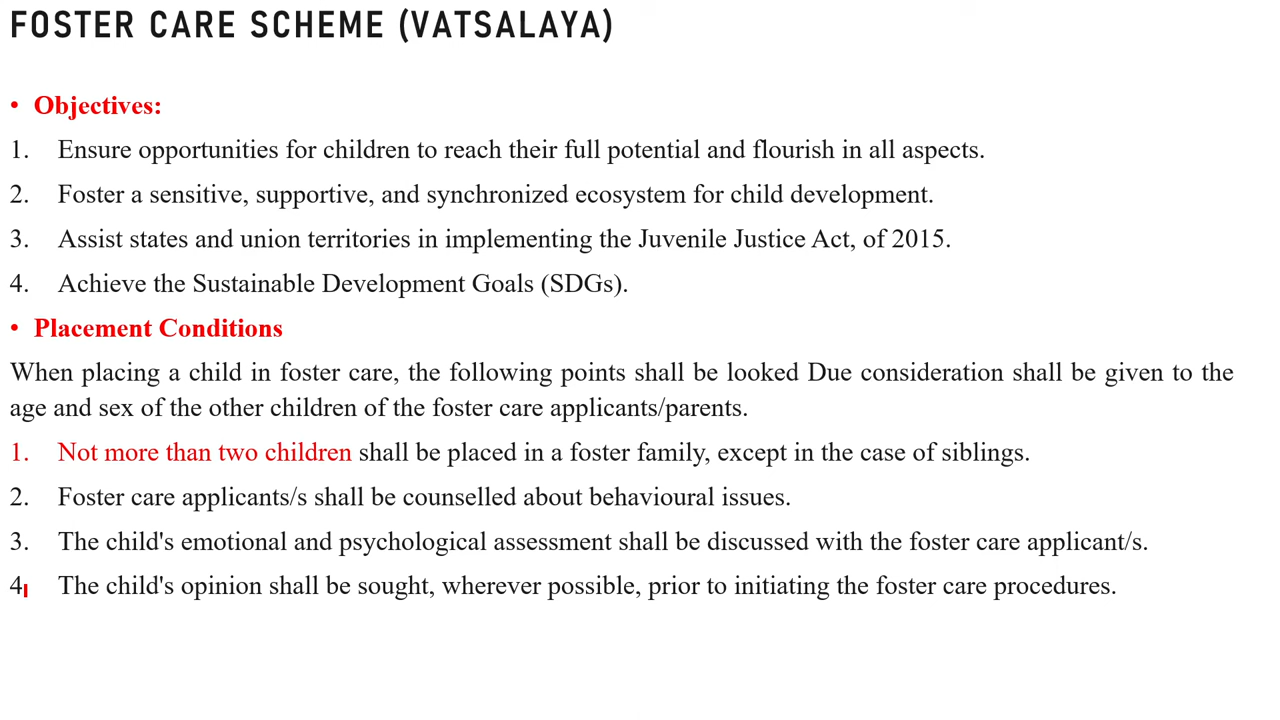 FOSTER CARE SCHEME (VATSALAYA)
• Objectives:
1. Ensure opportunities for children to reach their full potential and flourish in all aspects.
2. Foster a sensitive, supportive, and synchronized ecosystem for child development.
3. Assist states and union territories in implementing the Juvenile Justice Act, of 2015.
4. Achieve the Sustainable Development Goals (SDGs).
• Placement Conditions
When placing a child in foster care, the following points shall be looked Due consideration shall be given to the
age and sex of the other children of the foster care applicants/parents.
1. Not more than two children shall be placed in a foster family, except in the case of siblings.
2. Foster care applicants/s shall be counselled about behavioural issues.
3. The child's emotional and psychological assessment shall be discussed with the foster care applicant/s.
4. The child's opinion shall be sought, wherever possible, prior to initiating the foster care procedures.